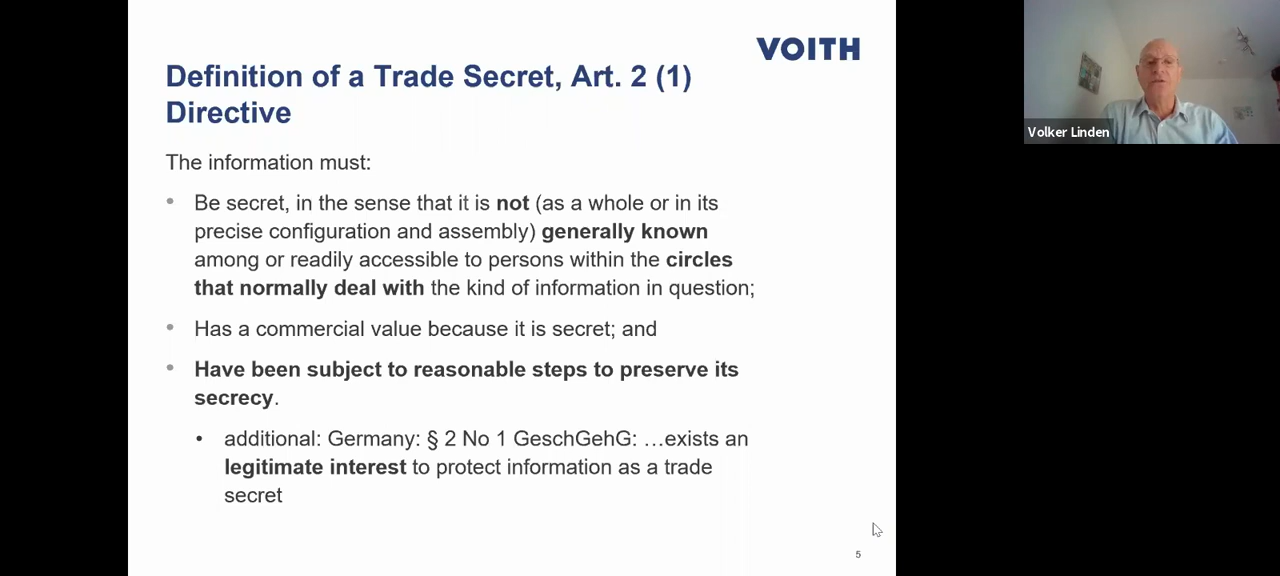 VOITH
Definition of a Trade Secret, Art. 2 (1)
Directive
The information must:
• Be secret, in the sense that it is not (as a whole or in its
precise configuration and assembly) generally known
among or readily accessible to persons within the circles
that normally deal with the kind of information in question;
• Has a commercial value because it is secret; and
• Have been subject to reasonable steps to preserve its
secrecy.
• additional: Germany: § 2 No 1 GeschGehG: …exists an
legitimate interest to protect information as a trade
secret
5
Volker Linden